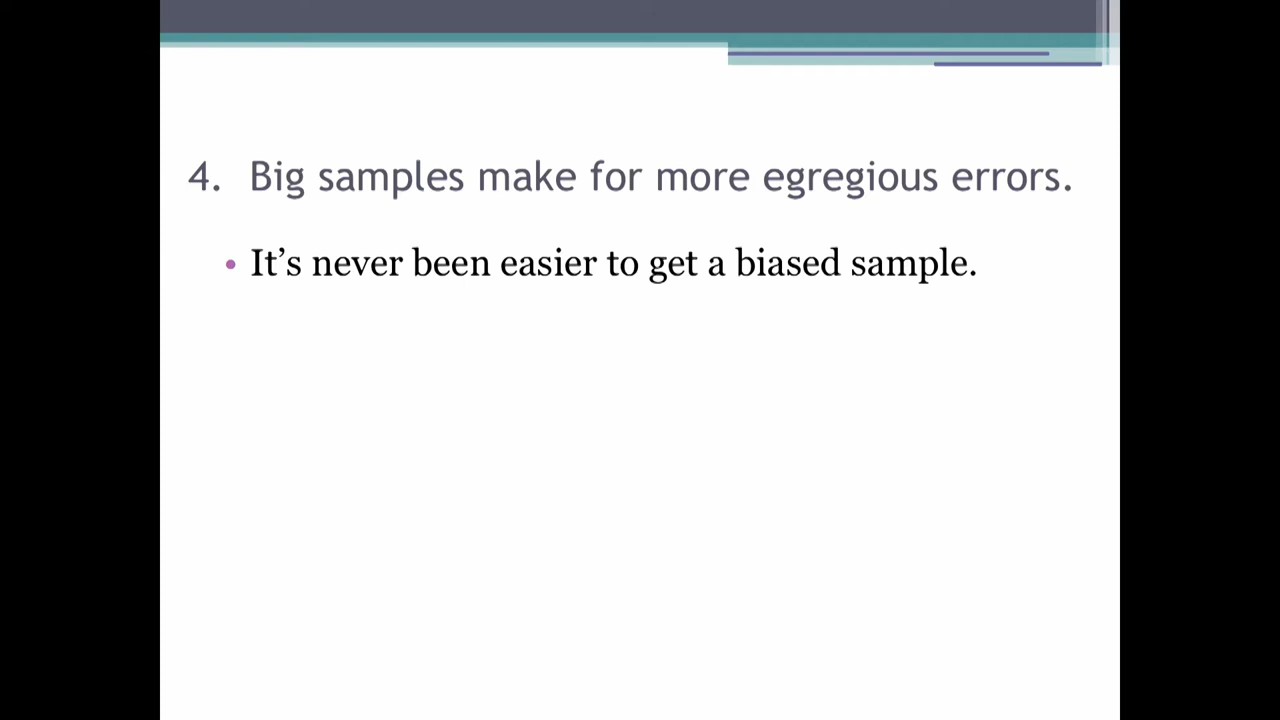 4. Big samples make for more egregious errors.
• It’s never been easier to get a biased sample.